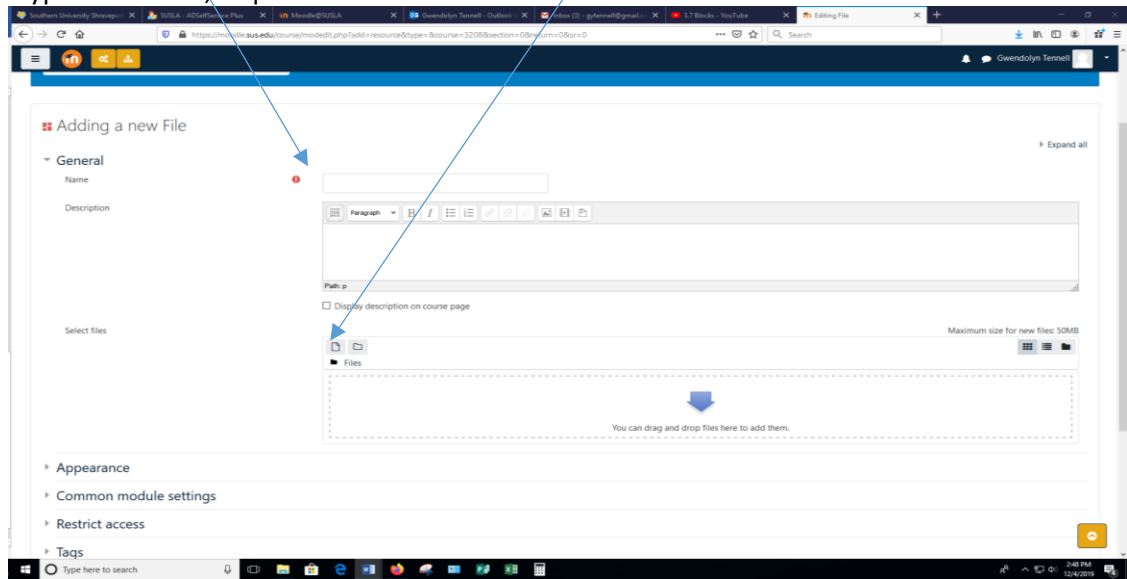 Southern University Shreveport
SUSLA - ADSelfService Plus
Moodle@SUSLA
Gwendolyn Tennell - Outlook
Inbox (3) - gytennell@gmail.c
3.7 Blocks - YouTube
Editing File
https://moodle.sus.edu/course/modedit.php?add=resource&type=&course=3208&section=0&return=0&sr=0
Search
Gwendolyn Tennell
Adding a new File
Expand all
General
Name
Description
Paragraph
B I
Path: p
Display description on course page
Select files
Maximum size for new files: 50MB
Files
You can drag and drop files here to add them.
Appearance
Common module settings
Restrict access
Tags
Type here to search
2:48 PM
12/4/2019